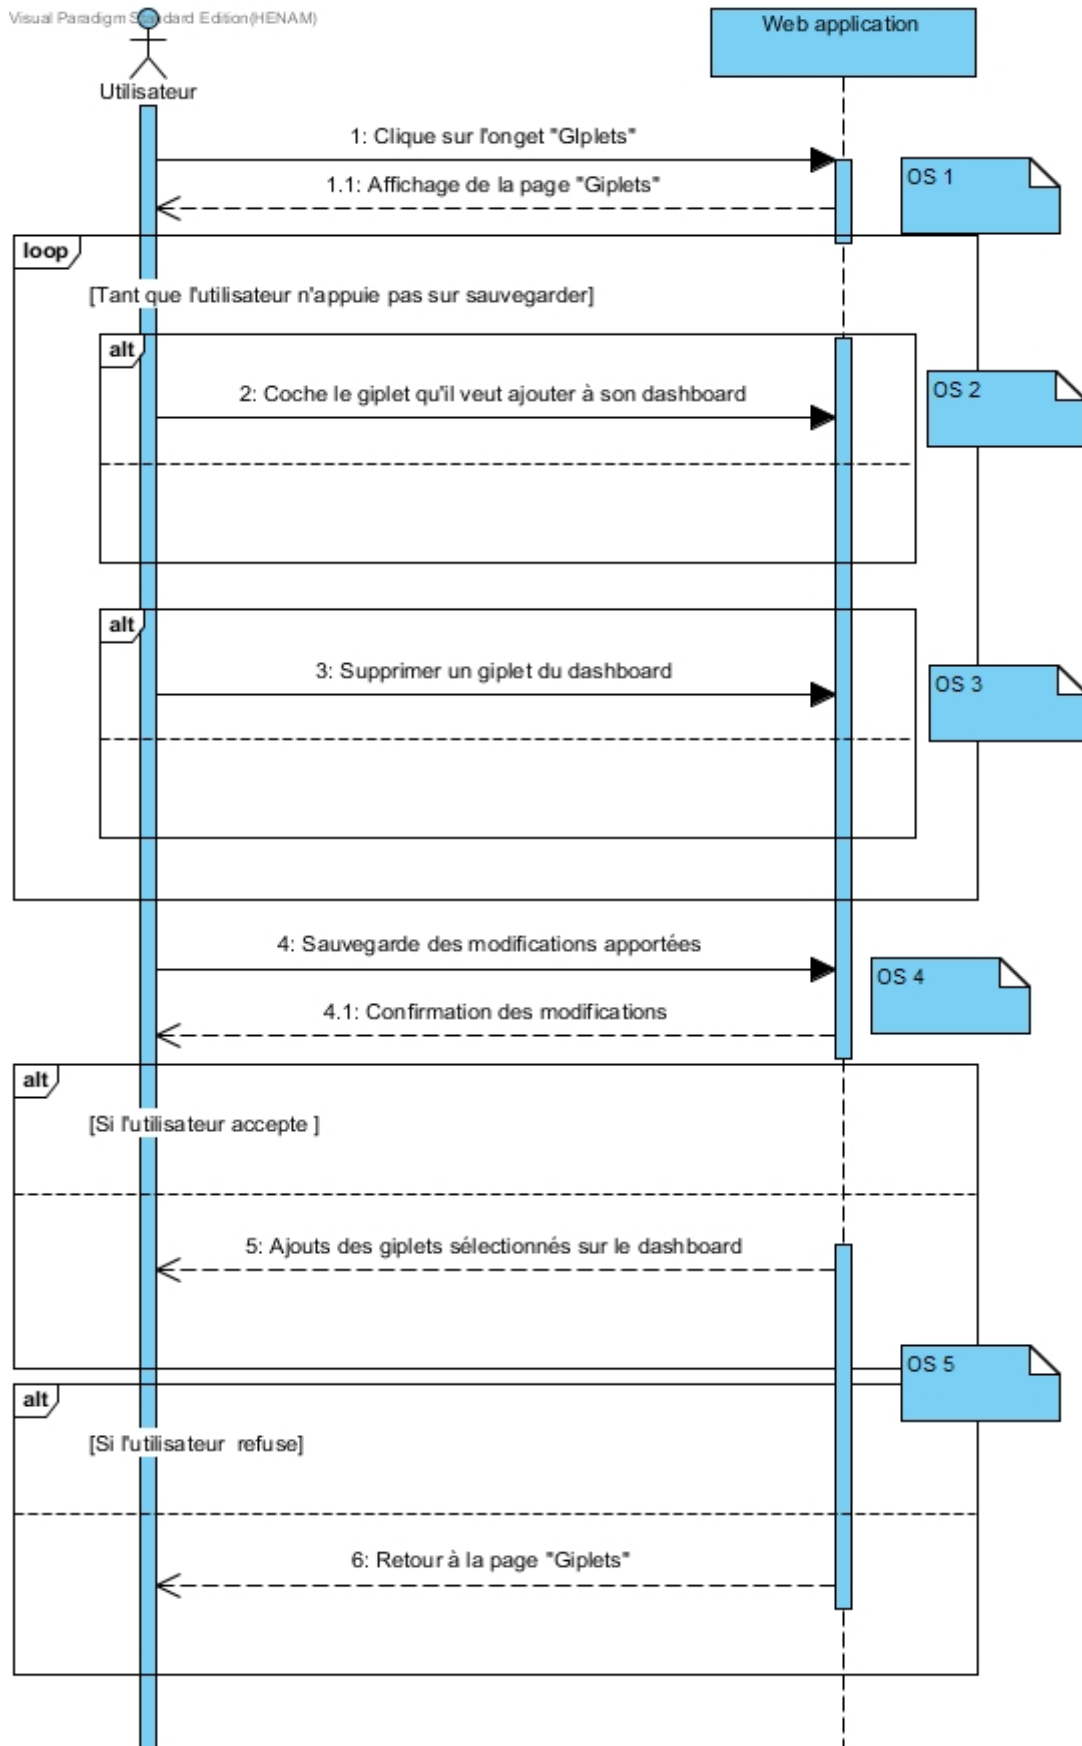 Visual Paradigm Standard Edition(HENAM)
Web application
Utilisateur
1: Clique sur l'onget "GIplets"
1.1: Affichage de la page "Giplets"
OS 1
loop
[Tant que l'utilisateur n'appuie pas sur sauvegarder]
alt
2: Coche le giplet qu'il veut ajouter à son dashboard
OS 2
alt
3: Supprimer un giplet du dashboard
OS 3
4: Sauvegarde des modifications apportées
OS 4
4.1: Confirmation des modifications
alt
[Si l'utilisateur accepte ]
5: Ajouts des giplets sélectionnés sur le dashboard
OS 5
alt
[Si l'utilisateur  refuse]
6: Retour à la page "Giplets"